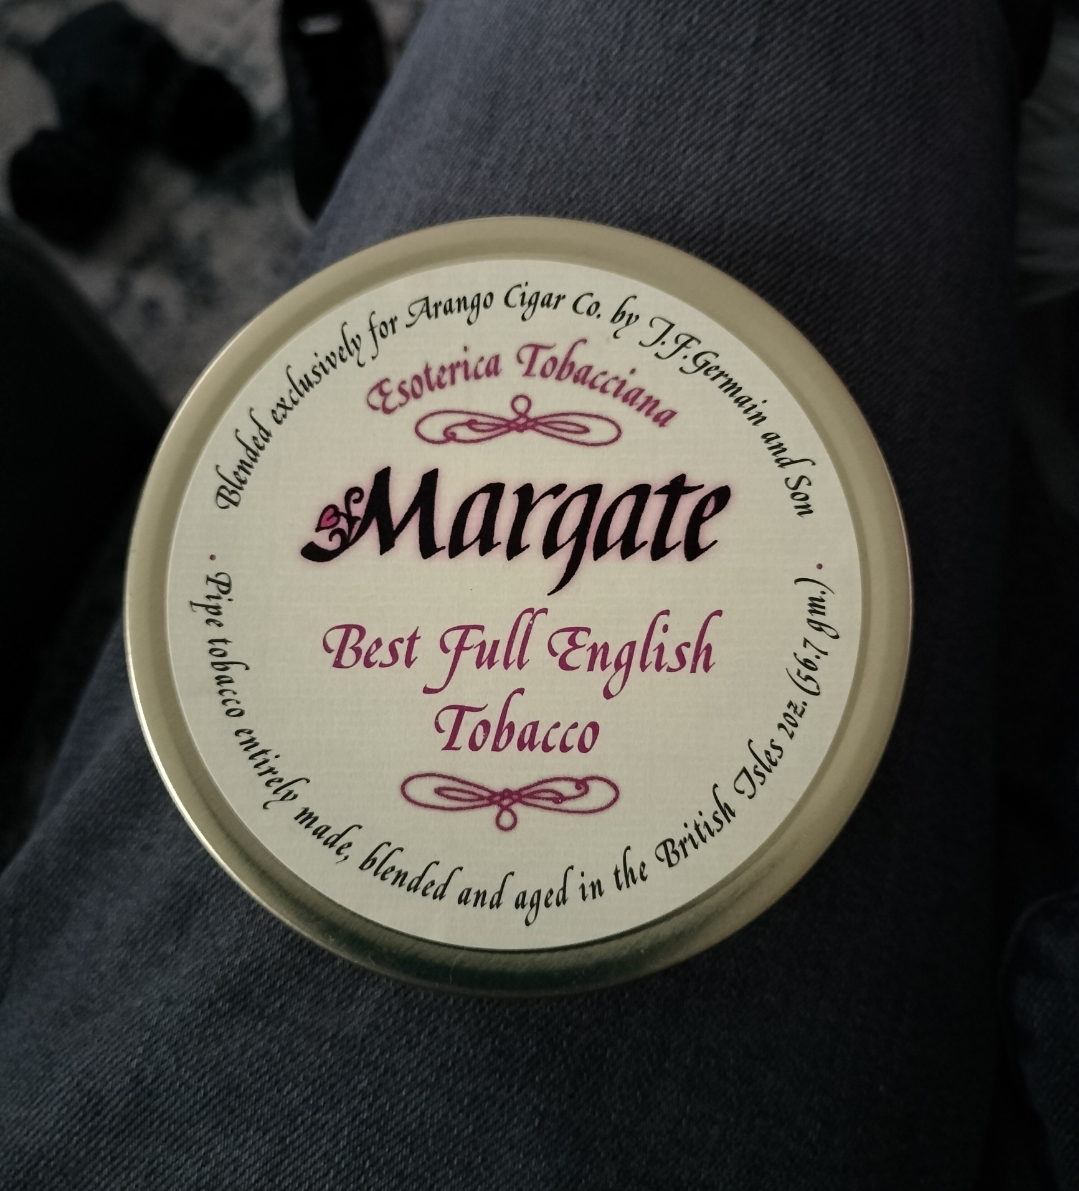 Blended exclusively for Arango Cigar Co. by J.F.Germain and Son
Esoterica Tobacciana
Margate
Best Full English
Tobacco
Pipe tobacco entirely made, blended and aged in the British Isles 2oz. (56.7 gm.)